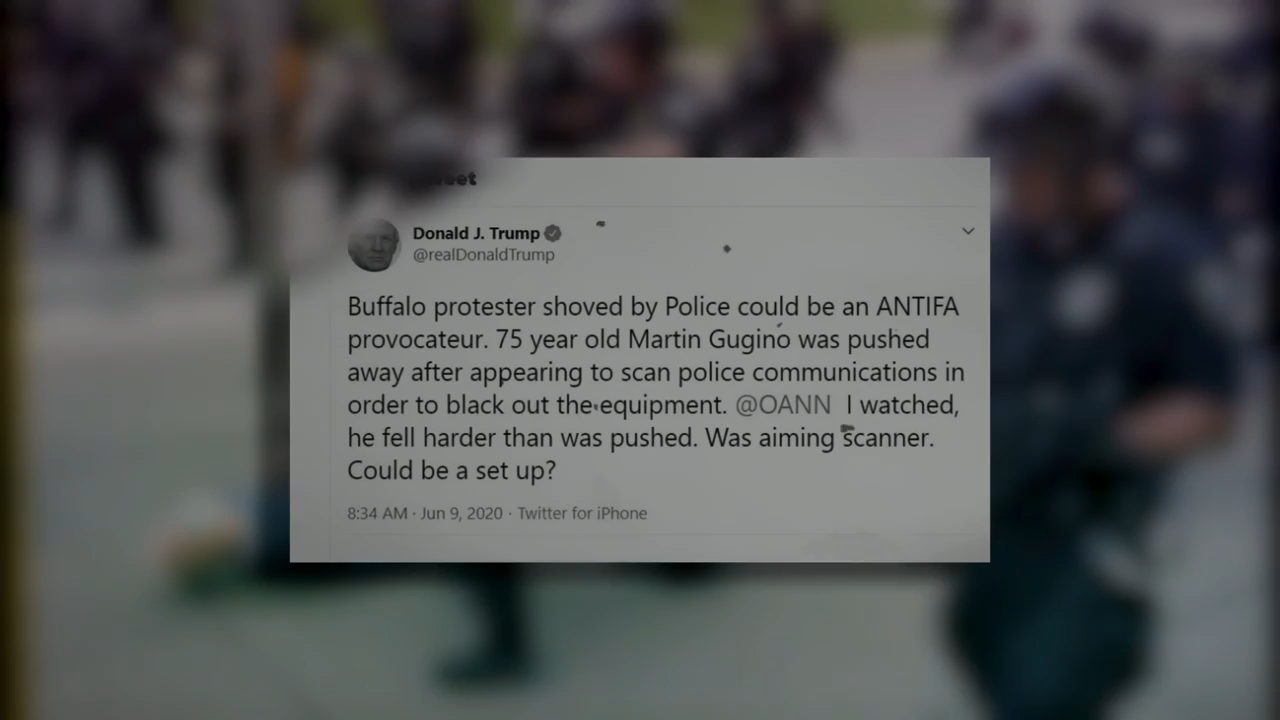 Donald J. Trump
@realDonaldTrump
Buffalo protester shoved by Police could be an ANTIFA
provocateur. 75 year old Martin Gugino was pushed
away after appearing to scan police communications in
order to black out the equipment. @OANN I watched,
he fell harder than was pushed. Was aiming scanner.
Could be a set up?
8:34 AM · Jun 9, 2020 · Twitter for iPhone